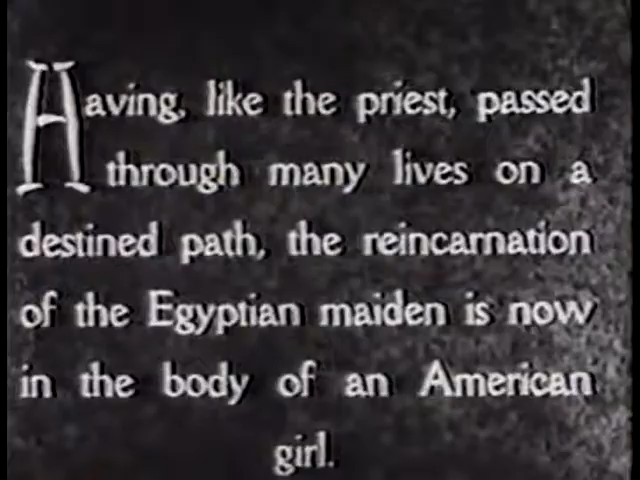 Having, like the priest, passed
through many lives on a
destined path, the reincarnation
of the Egyptian maiden is now
in the body of an American
girl.